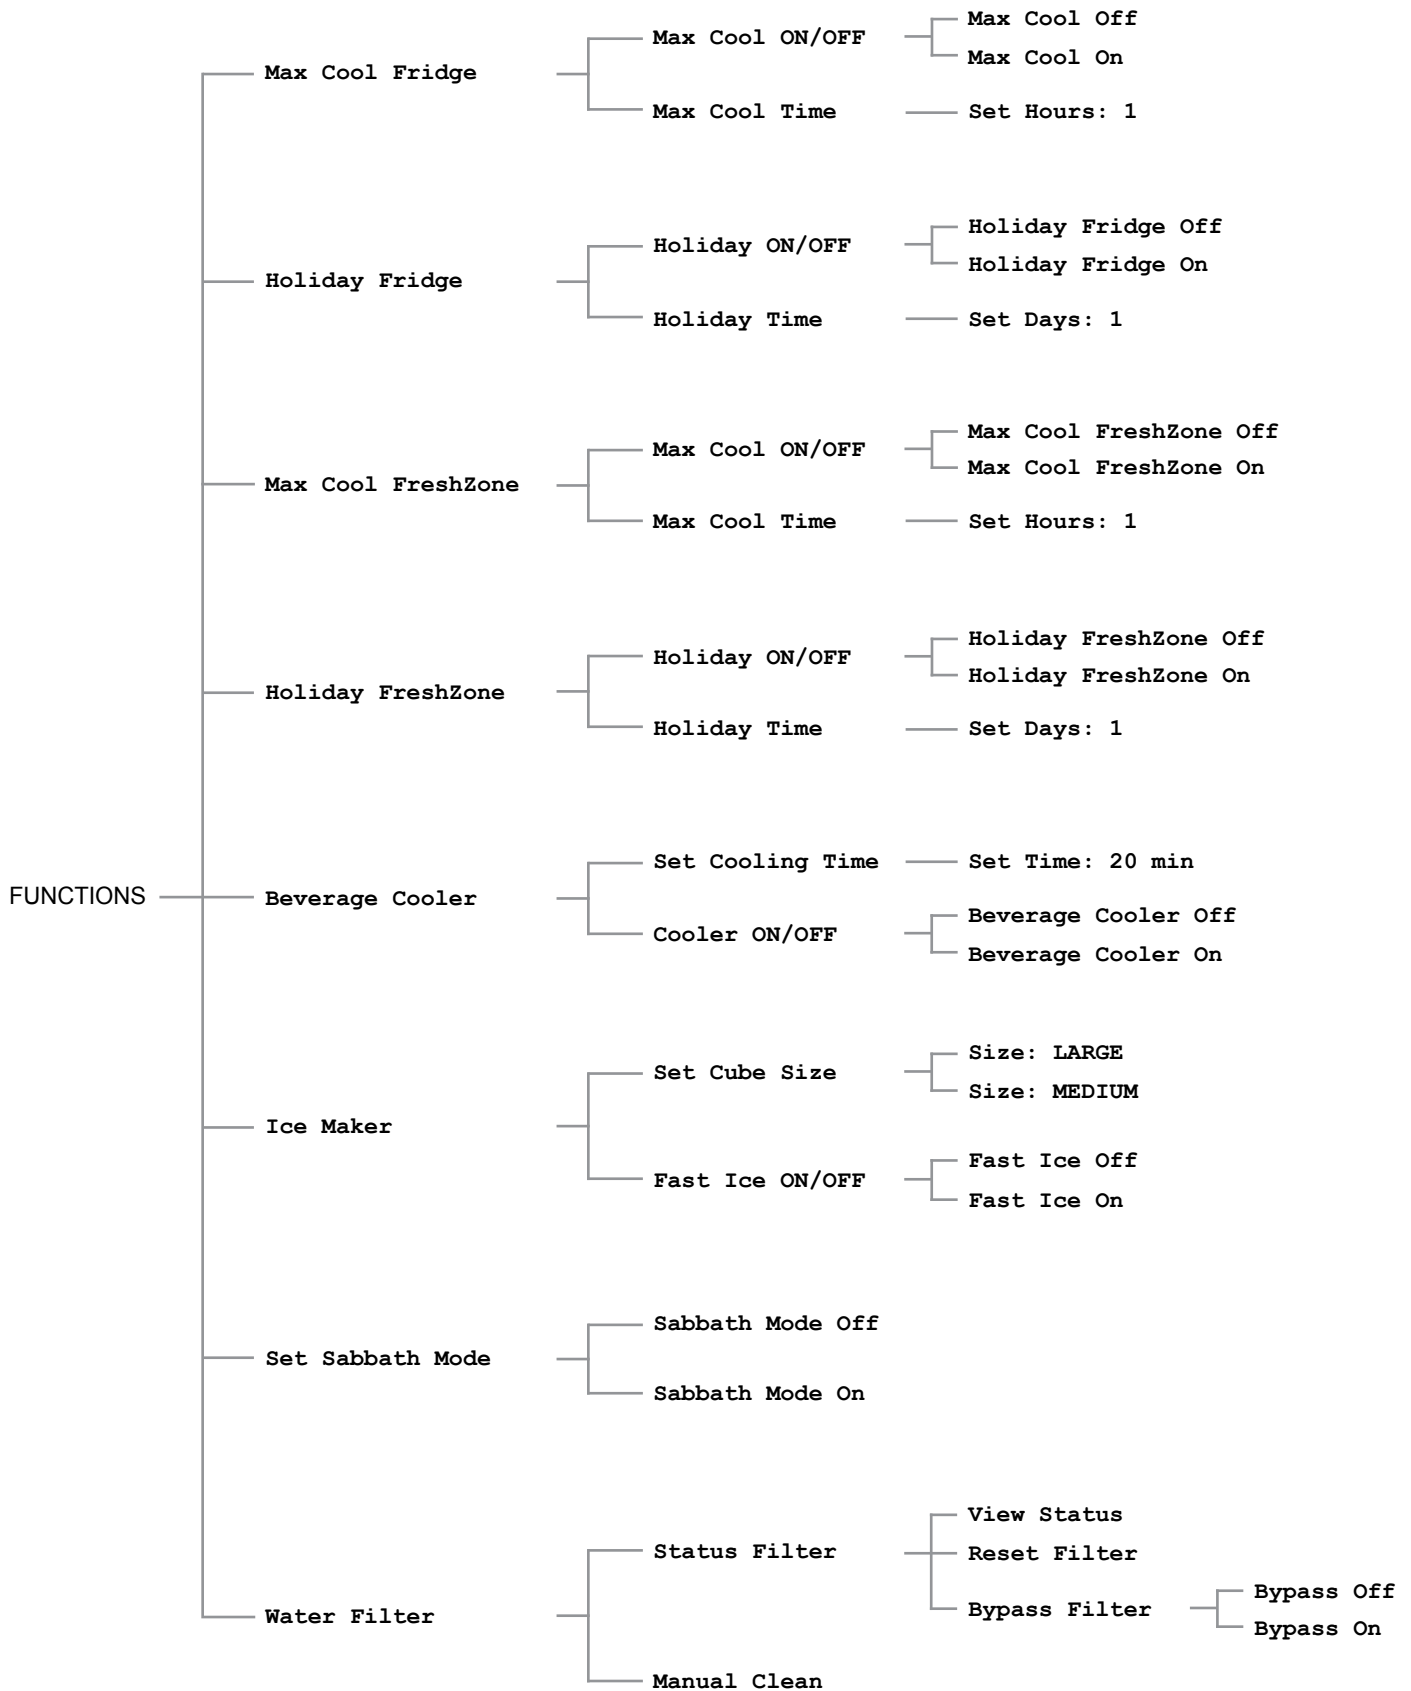 Max Cool Off
Max Cool ON/OFF
Max Cool On
Max Cool Fridge
Max Cool Time
Set Hours: 1
Holiday Fridge Off
Holiday ON/OFF
Holiday Fridge On
Holiday Fridge
Holiday Time
Set Days: 1
Max Cool FreshZone Off
Max Cool ON/OFF
Max Cool FreshZone On
Max Cool FreshZone
Max Cool Time
Set Hours: 1
Holiday FreshZone Off
Holiday ON/OFF
Holiday FreshZone On
Holiday FreshZone
Holiday Time
Set Days: 1
Set Cooling Time
Set Time: 20 min
FUNCTIONS
Beverage Cooler
Beverage Cooler Off
Cooler ON/OFF
Beverage Cooler On
Size: LARGE
Set Cube Size
Size: MEDIUM
Ice Maker
Fast Ice Off
Fast Ice ON/OFF
Fast Ice On
Sabbath Mode Off
Set Sabbath Mode
Sabbath Mode On
View Status
Status Filter
Reset Filter
Bypass Off
Bypass Filter
Bypass On
Water Filter
Manual Clean